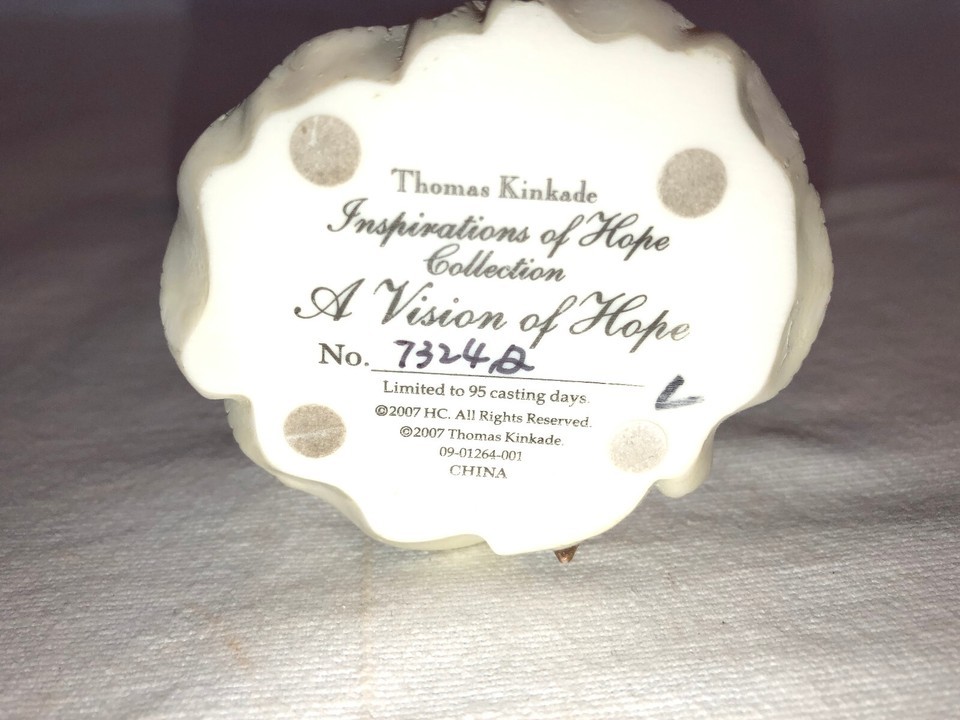 Thomas Kinkade
Inspirations of Hope
Collection
A Vision of Hope
No. 7324
Limited to 95 casting days.
©2007 HC. All Rights Reserved.
©2007 Thomas Kinkade.
09-01264-001
CHINA